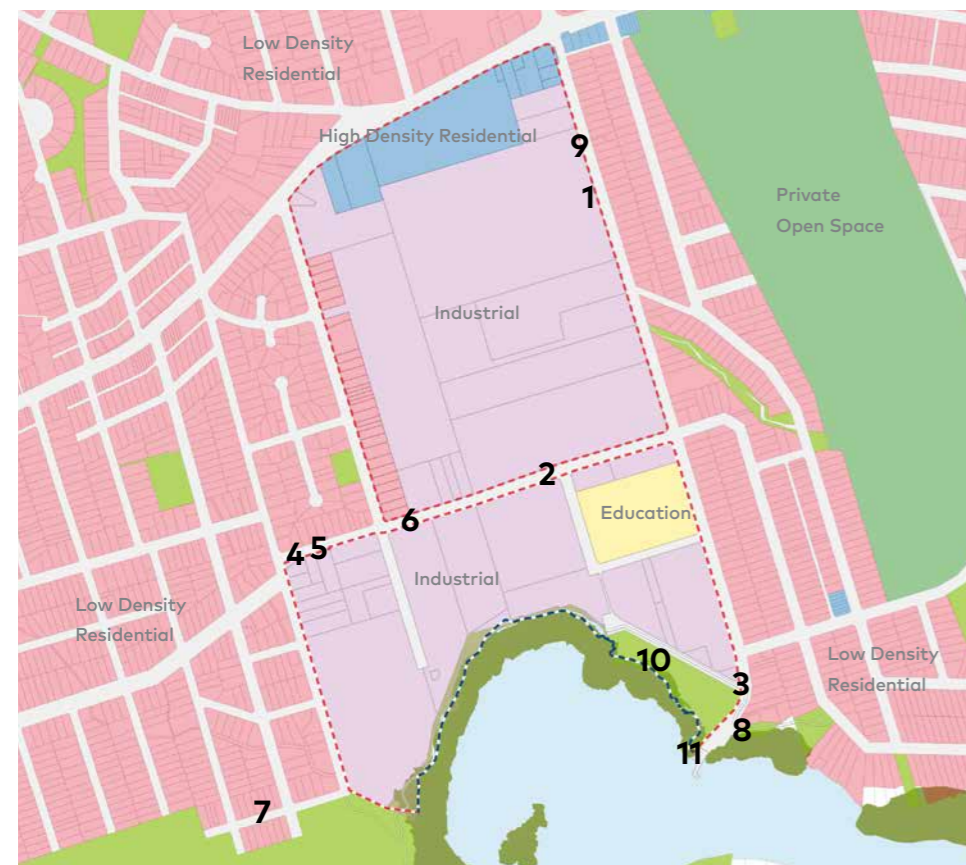 Low Density
Residential
High Density Residential
9
1
Private
Open Space
Industrial
2
Education
6
4 5
Industrial
Low Density
Residential
10
Low Density
Residential
3
8
11
7